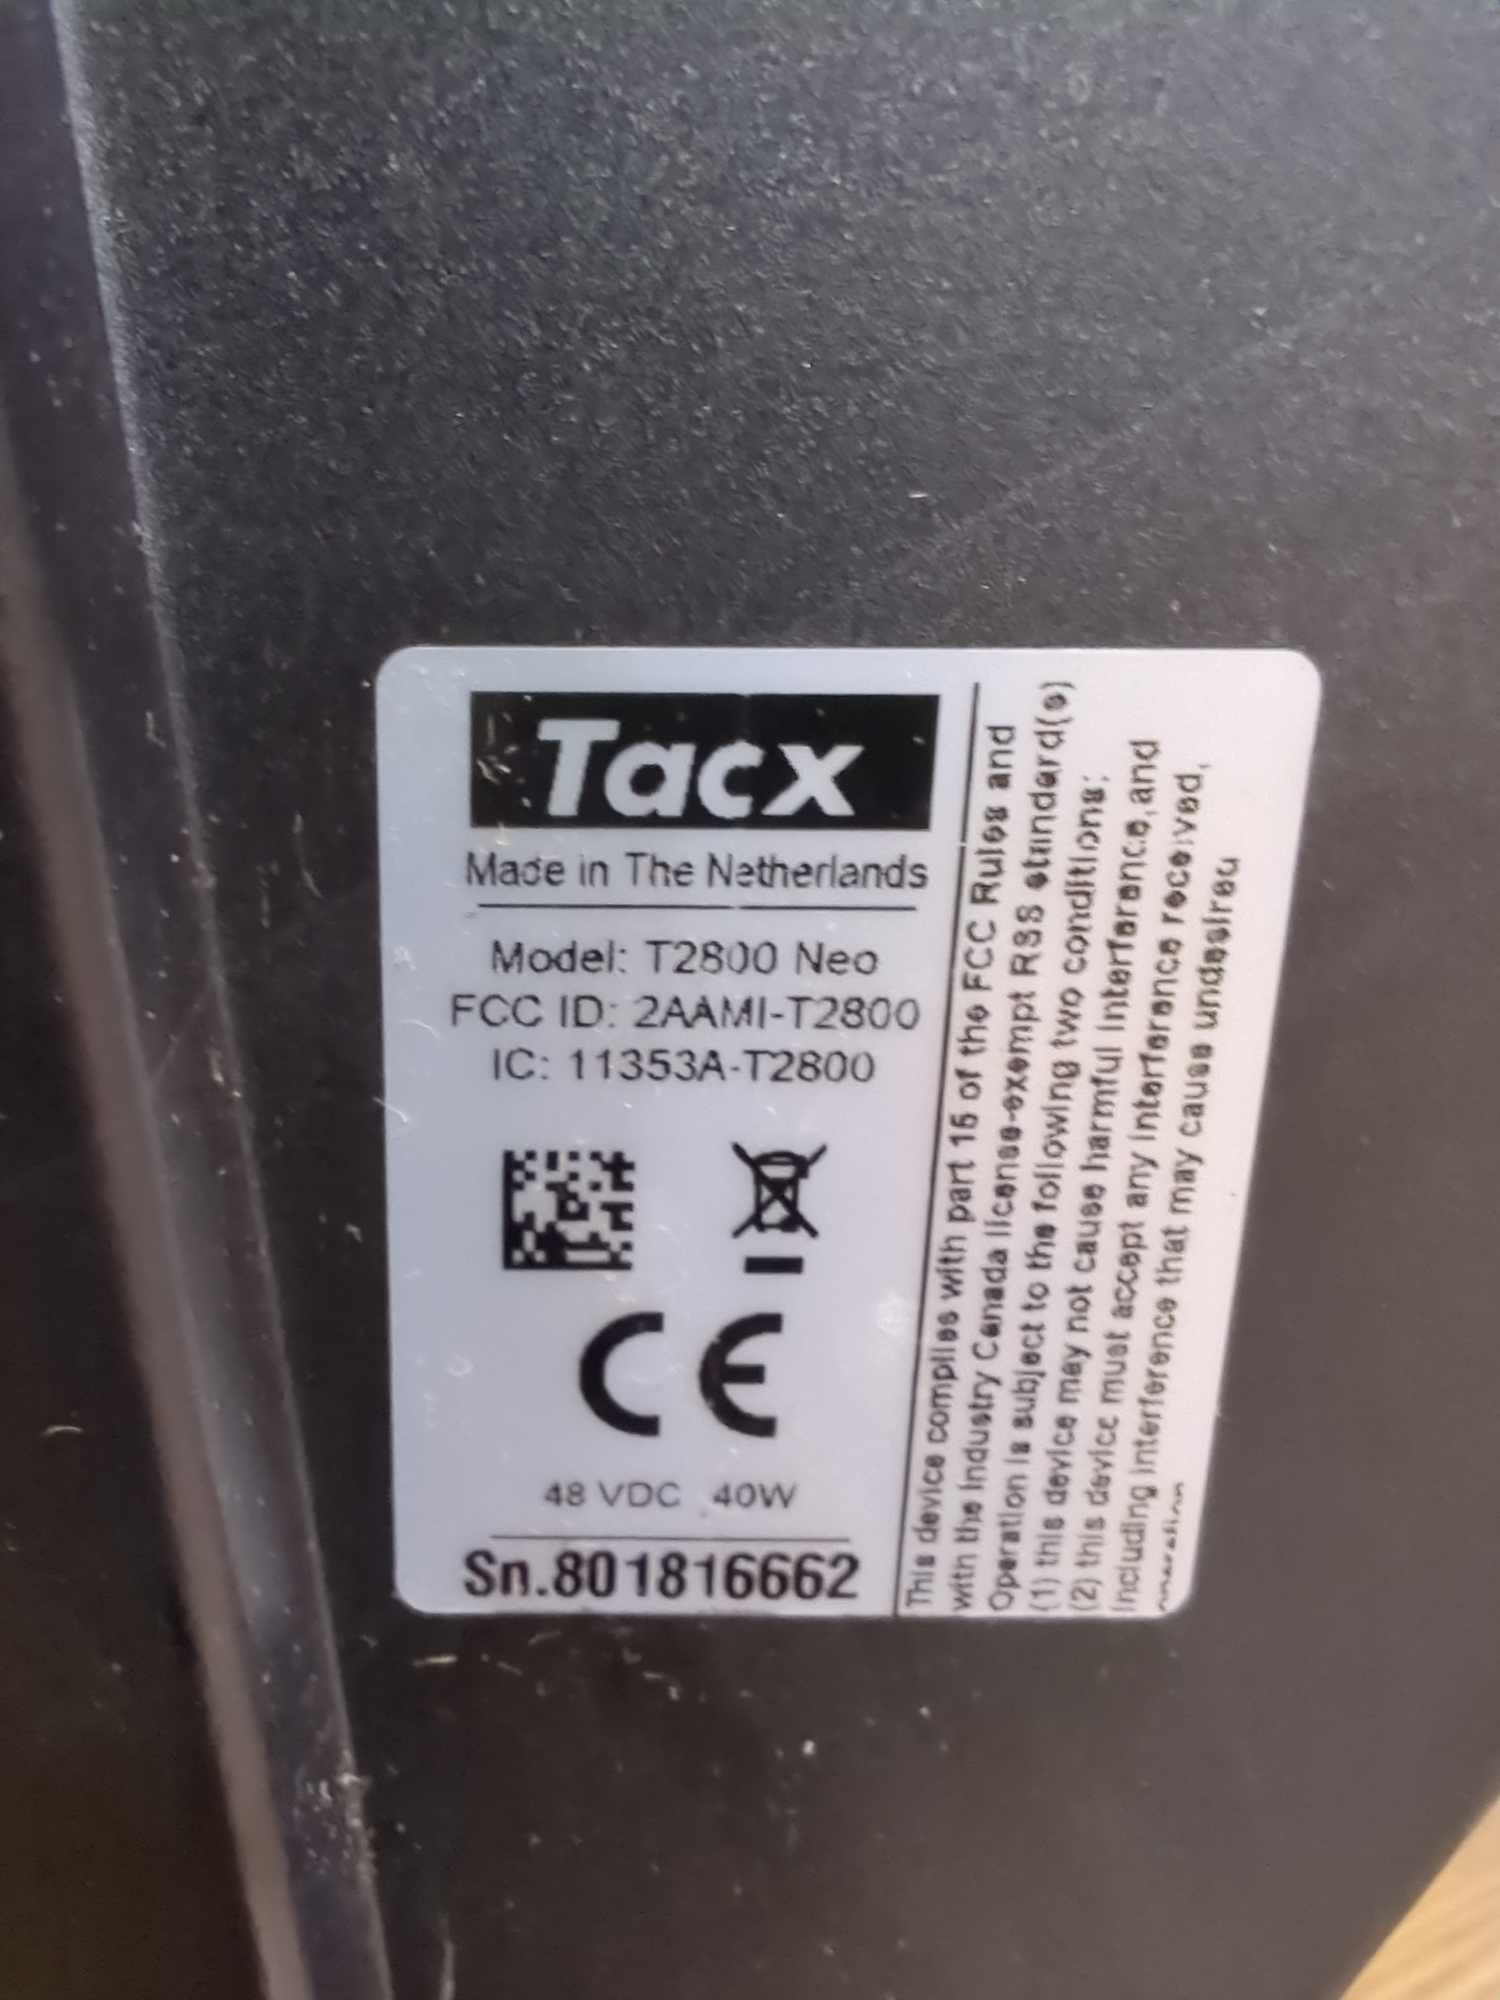 Tacx
Made in The Netherlands
Model: T2800 Neo
FCC ID: 2AAMI-T2800
IC: 11353A-T2800
CE
48 VDC 40W
Sn.801816662
This device complies with part 15 of the FCC Rules and
with the Industry Canada license-exempt RSS standard(s)
Operation is subject to the following two conditions:
(1) this device may not cause harmful interference, and
(2) this device must accept any interference received,
including interference that may cause undesired